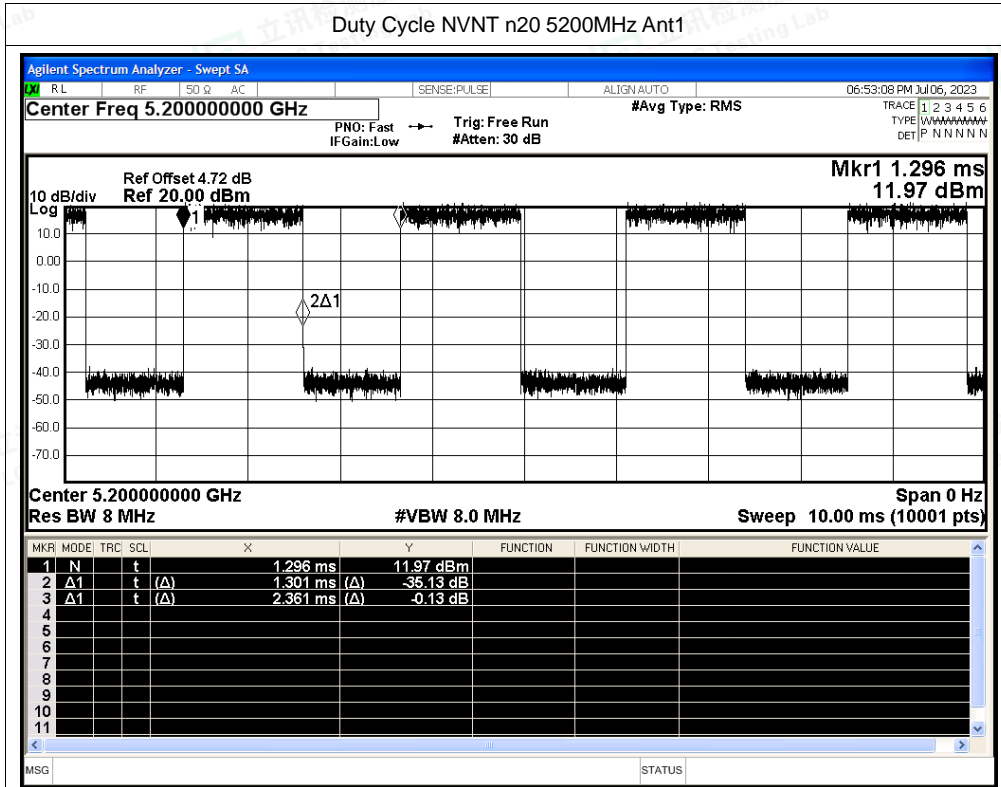 Duty Cycle NVNT n20 5200MHz Ant1
Agilent Spectrum Analyzer - Swept SA
LXI RL RF 50 Ω AC SENSE:PULSE ALIGN AUTO 06:53:08 PM Jul 06, 2023
Center Freq 5.200000000 GHz #Avg Type: RMS TRACE 1 2 3 4 5 6
PNO: Fast Trig: Free Run TYPE WWWWWW
IFGain:Low #Atten: 30 dB DET P N N N N N
Mkr1 1.296 ms
11.97 dBm
Ref Offset 4.72 dB
10 dB/div Ref 20.00 dBm
Log
1
10.0
0.00
-10.0
2Δ1
-20.0
-30.0
-40.0
-50.0
-60.0
-70.0
Center 5.200000000 GHz Span 0 Hz
Res BW 8 MHz #VBW 8.0 MHz Sweep 10.00 ms (10001 pts)
MKR MODE TRC SCL X Y FUNCTION FUNCTION WIDTH FUNCTION VALUE
1 N t 1.296 ms 11.97 dBm
2 Δ1 t (Δ) 1.301 ms (Δ) -35.13 dB
3 Δ1 t (Δ) 2.361 ms (Δ) -0.13 dB
4
5
6
7
8
9
10
11
MSG STATUS